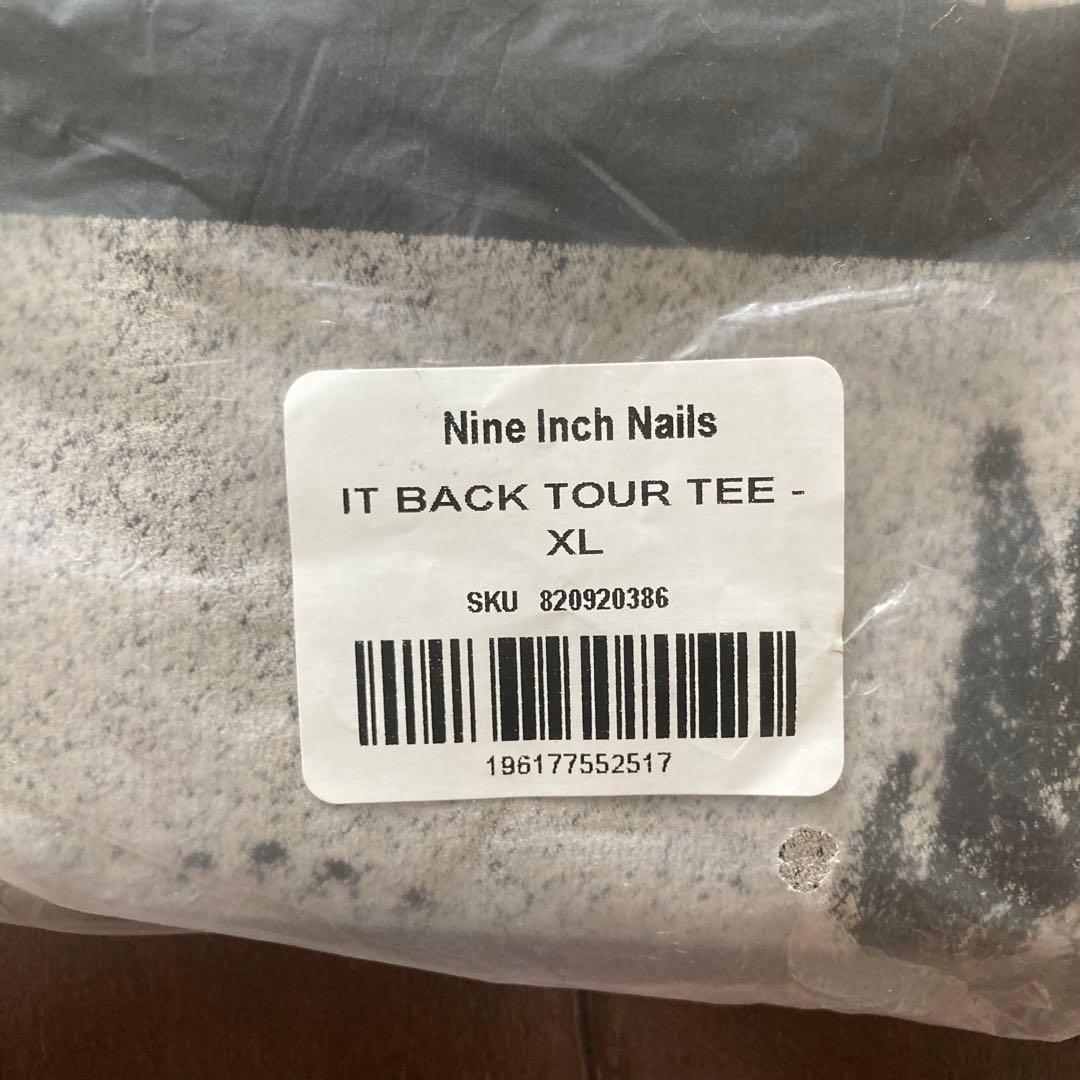 Nine Inch Nails
IT BACK TOUR TEE -
XL
SKU 820920386
196177552517